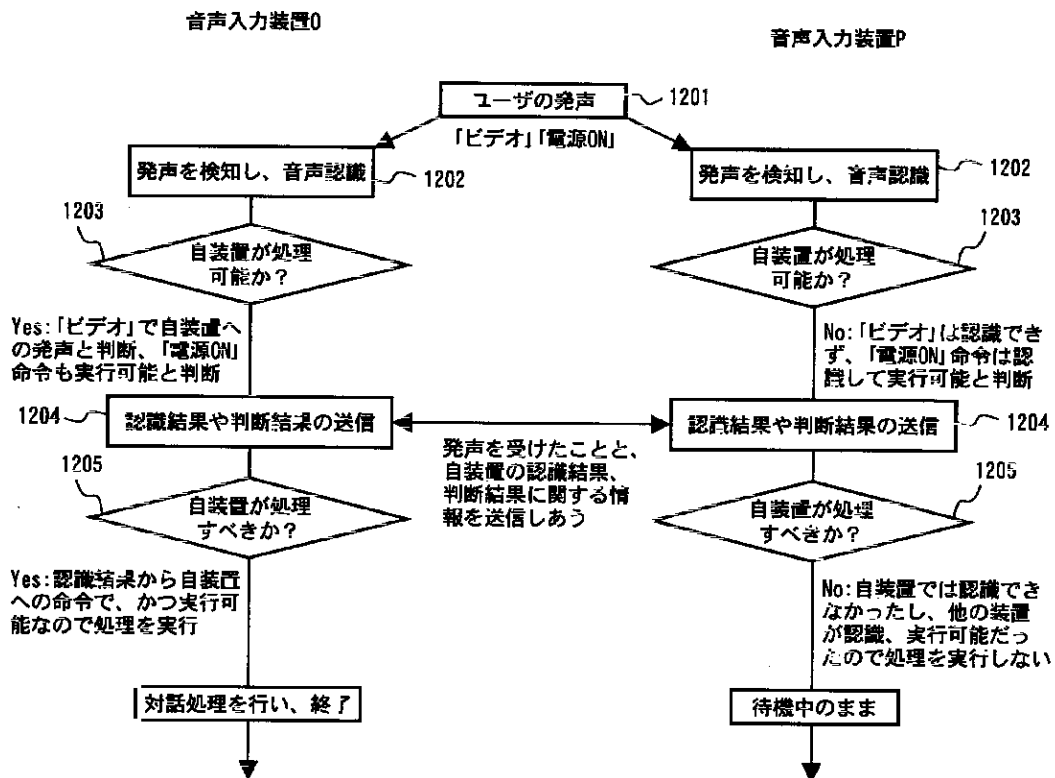 音声入力装置O
音声入力装置P
ユーザの発声
1201
「ビデオ」「電源ON」
発声を検知し、音声認識
1202
発声を検知し、音声認識
1202
1203
自装置が処理
可能か？
1203
自装置が処理
可能か？
Yes:「ビデオ」で自装置へ
の発声と判断、「電源ON」
命令も実行可能と判断
No:「ビデオ」は認識でき
ず、「電源ON」命令は認
識して実行可能と判断
1204
認識結果や判断結果の送信
認識結果や判断結果の送信
1204
発声を受けたことと、
自装置の認識結果、
判断結果に関する情
報を送信しあう
1205
自装置が処理
すべきか？
1205
自装置が処理
すべきか？
Yes:認識結果から自装置
への命令で、かつ実行可
能なので処理を実行
No:自装置では認識でき
なかったし、他の装置
が認識、実行可能だっ
たので処理を実行しない
対話処理を行い、終了
待機中のまま